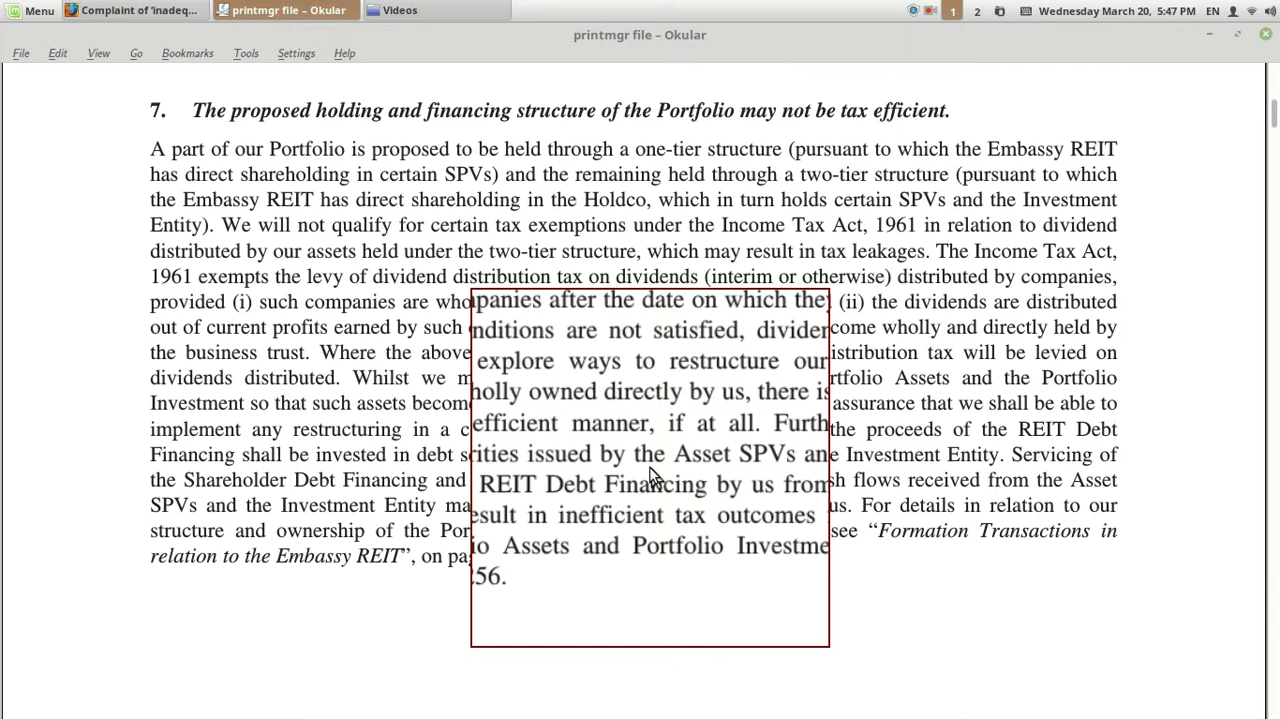 Menu
Complaint of 'inadeq...
printmgr file – Okular
Videos
1
2
Wednesday March 20, 5:47 PM
EN
printmgr file – Okular
File Edit View Go Bookmarks Tools Settings Help
7. The proposed holding and financing structure of the Portfolio may not be tax efficient.
A part of our Portfolio is proposed to be held through a one-tier structure (pursuant to which the Embassy REIT
has direct shareholding in certain SPVs) and the remaining held through a two-tier structure (pursuant to which
the Embassy REIT has direct shareholding in the Holdco, which in turn holds certain SPVs and the Investment
Entity). We will not qualify for certain tax exemptions under the Income Tax Act, 1961 in relation to dividend
distributed by our assets held under the two-tier structure, which may result in tax leakages. The Income Tax Act,
1961 exempts the levy of dividend distribution tax on dividends (interim or otherwise) distributed by companies,
provided (i) such companies are who (ii) the dividends are distributed
out of current profits earned by such come wholly and directly held by
the business trust. Where the above istribution tax will be levied on
dividends distributed. Whilst we m rtfolio Assets and the Portfolio
Investment so that such assets becom assurance that we shall be able to
implement any restructuring in a c the proceeds of the REIT Debt
Financing shall be invested in debt s e Investment Entity. Servicing of
the Shareholder Debt Financing and sh flows received from the Asset
SPVs and the Investment Entity ma us. For details in relation to our
structure and ownership of the Por see “Formation Transactions in
relation to the Embassy REIT”, on pa
panies after the date on which the
nditions are not satisfied, divider
explore ways to restructure our
holly owned directly by us, there is
efficient manner, if at all. Furth
rities issued by the Asset SPVs an
REIT Debt Financing by us from
esult in inefficient tax outcomes
io Assets and Portfolio Investme
256.